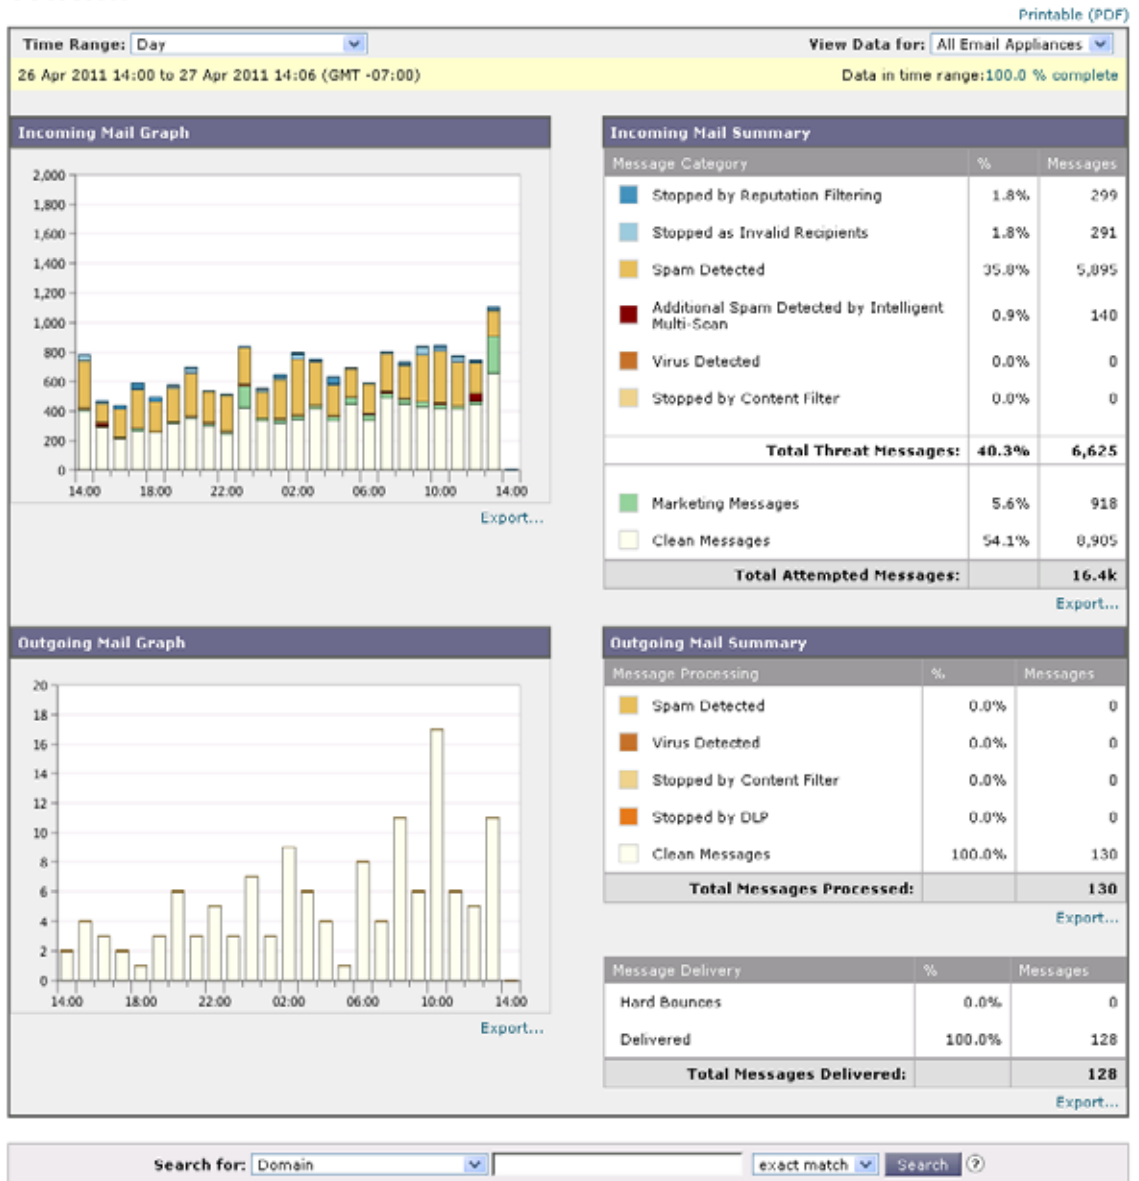 Printable (PDF)
Time Range: Day
View Data for: All Email Appliances
26 Apr 2011 14:00 to 27 Apr 2011 14:06 (GMT -07:00)
Data in time range:100.0 % complete
Incoming Mail Graph
2,000
1,800
1,600
1,400
1,200
1,000
800
600
400
200
0
14:00 18:00 22:00 02:00 06:00 10:00 14:00
Export...
Incoming Mail Summary
Message Category % Messages
Stopped by Reputation Filtering 1.8% 299
Stopped as Invalid Recipients 1.8% 291
Spam Detected 35.8% 5,895
Additional Spam Detected by Intelligent
Multi-Scan 0.9% 140
Virus Detected 0.0% 0
Stopped by Content Filter 0.0% 0
Total Threat Messages: 40.3% 6,625
Marketing Messages 5.6% 918
Clean Messages 54.1% 8,905
Total Attempted Messages: 16.4k
Export...
Outgoing Mail Graph
20
18
16
14
12
10
8
6
4
2
0
14:00 18:00 22:00 02:00 06:00 10:00 14:00
Export...
Outgoing Mail Summary
Message Processing % Messages
Spam Detected 0.0% 0
Virus Detected 0.0% 0
Stopped by Content Filter 0.0% 0
Stopped by DLP 0.0% 0
Clean Messages 100.0% 130
Total Messages Processed: 130
Export...
Message Delivery % Messages
Hard Bounces 0.0% 0
Delivered 100.0% 128
Total Messages Delivered: 128
Export...
Search for: Domain exact match Search ?